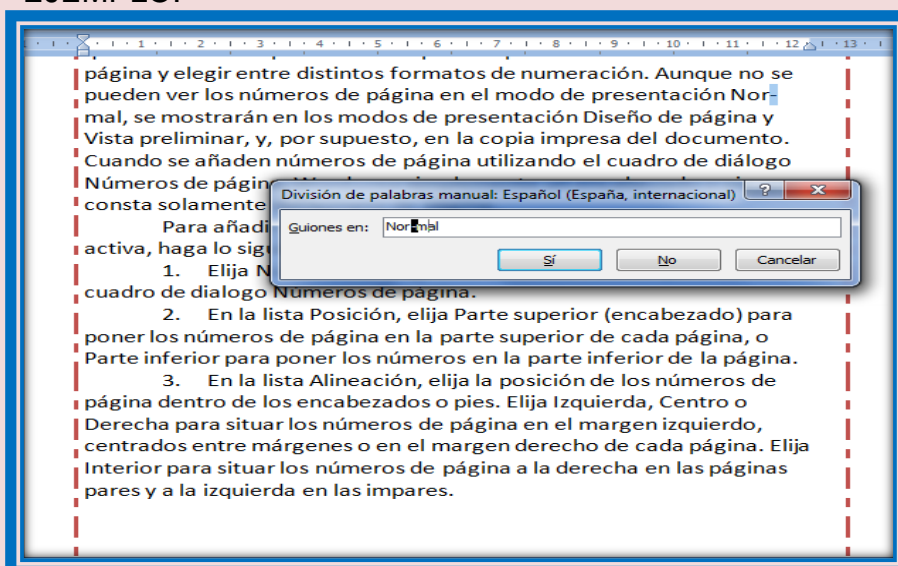 EJEMPLO:
1 · 2 · 3 · 4 · 5 · 6 · 7 · 8 · 9 · 10 · 11 · 12 · 13
página y elegir entre distintos formatos de numeración. Aunque no se
pueden ver los números de página en el modo de presentación Nor-
mal, se mostrarán en los modos de presentación Diseño de página y
Vista preliminar, y, por supuesto, en la copia impresa del documento.
Cuando se añaden números de página utilizando el cuadro de diálogo
Números de página
consta solamente
Para añadi
activa, haga lo sigu
1. Elija N
cuadro de dialogo Números de página.
División de palabras manual: Español (España, internacional)
Guiones en: Nor-mal
Sí No Cancelar
2. En la lista Posición, elija Parte superior (encabezado) para
poner los números de página en la parte superior de cada página, o
Parte inferior para poner los números en la parte inferior de la página.
3. En la lista Alineación, elija la posición de los números de
página dentro de los encabezados o pies. Elija Izquierda, Centro o
Derecha para situar los números de página en el margen izquierdo,
centrados entre márgenes o en el margen derecho de cada página. Elija
Interior para situar los números de página a la derecha en las páginas
pares y a la izquierda en las impares.